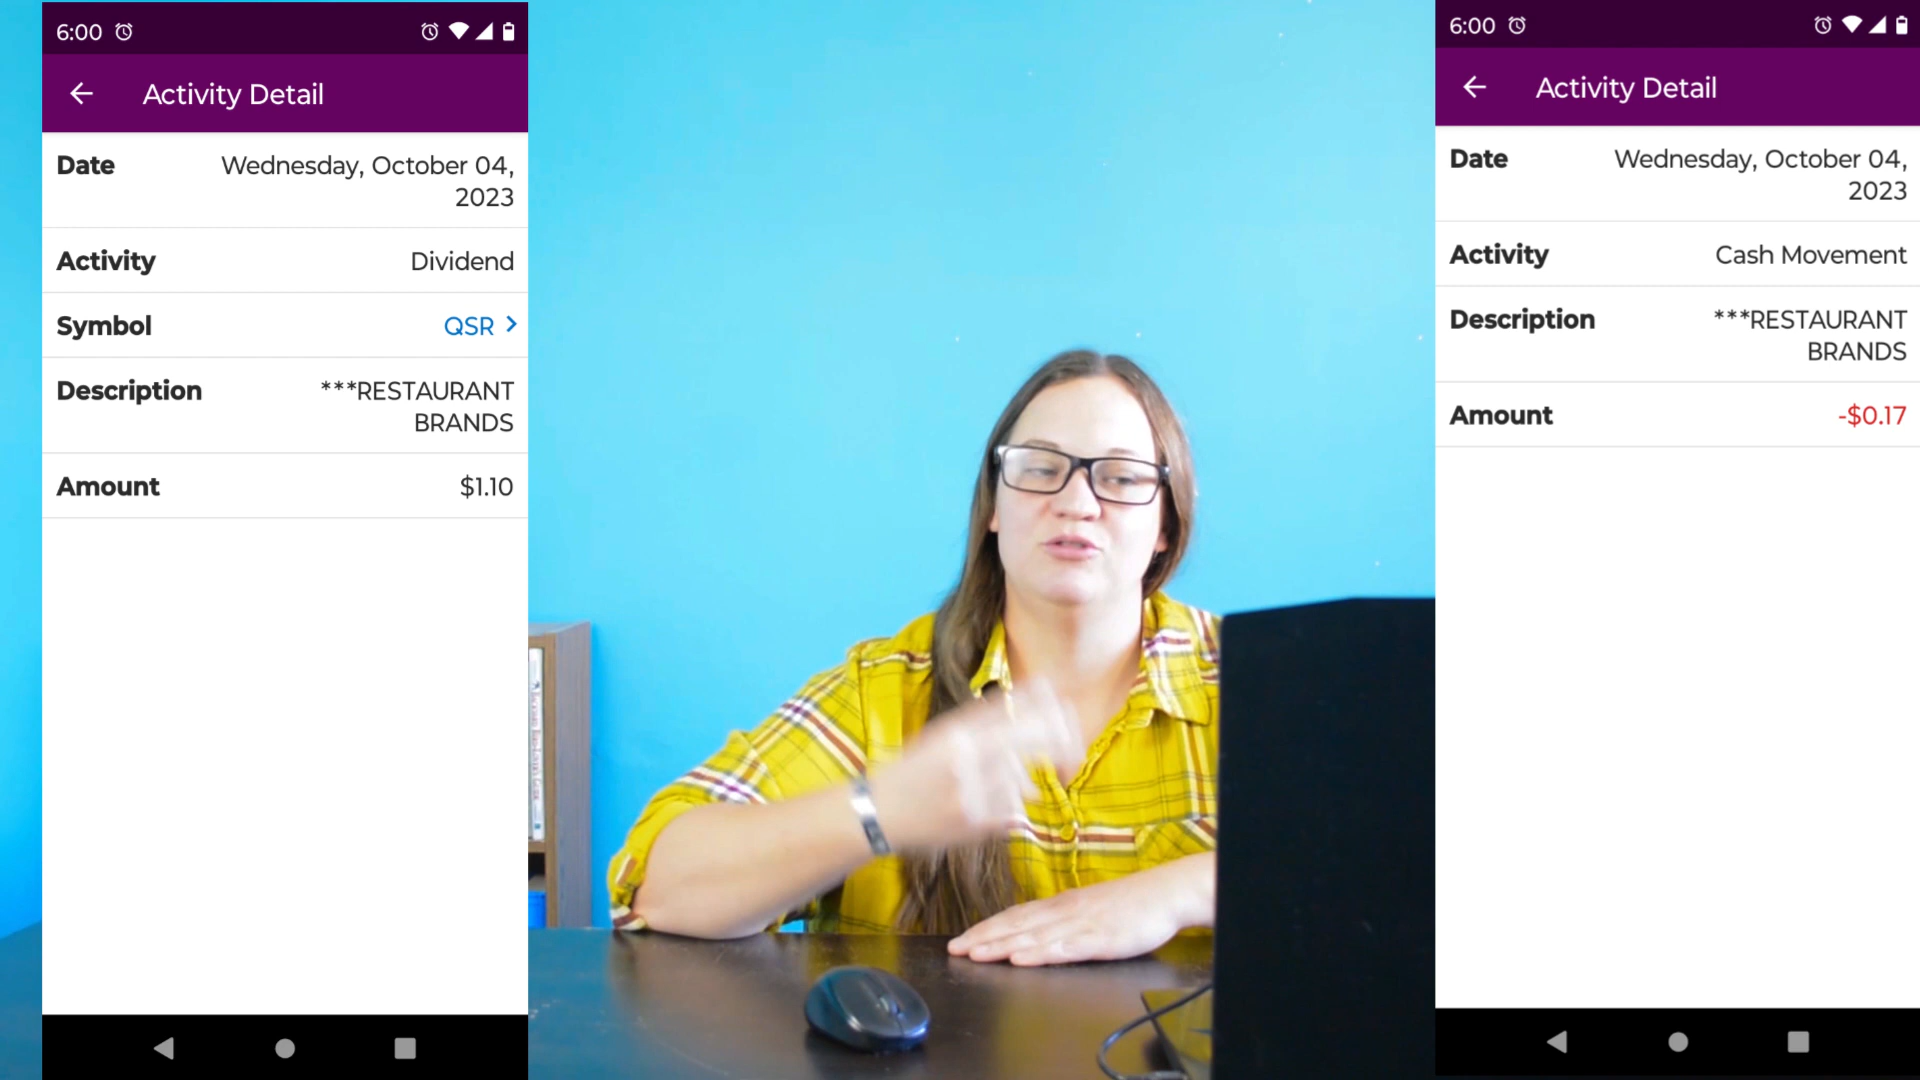 6:00
Activity Detail
Date Wednesday, October 04,
2023
Activity Dividend
Symbol QSR
Description ***RESTAURANT
BRANDS
Amount $1.10
6:00
Activity Detail
Date Wednesday, October 04,
2023
Activity Cash Movement
Description ***RESTAURANT
BRANDS
Amount -$0.17